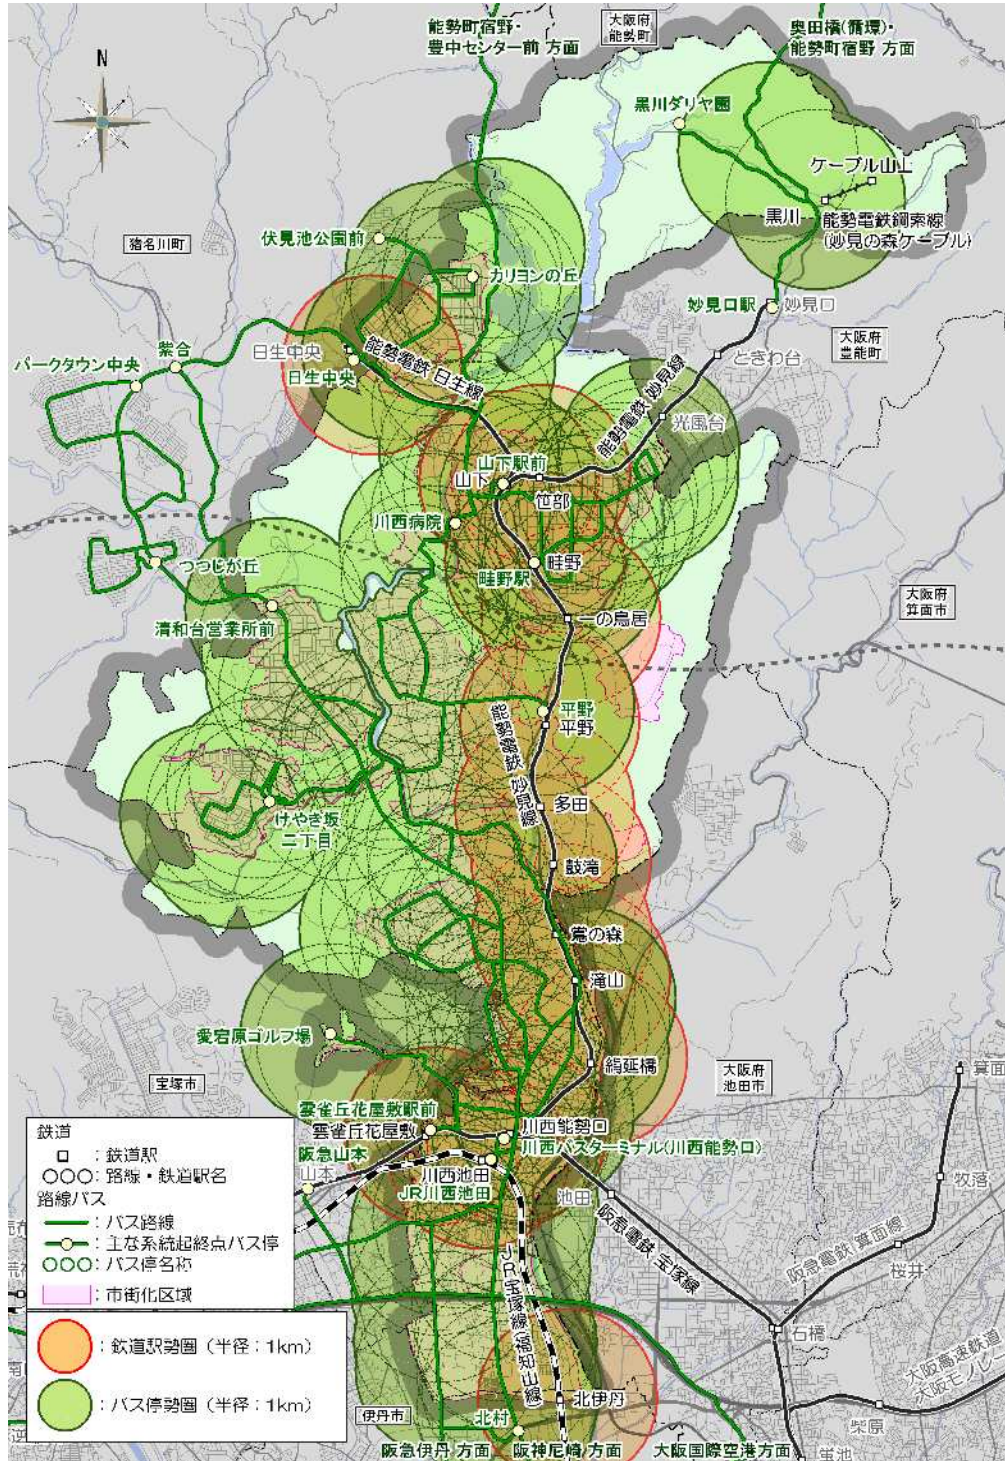 能勢町宿野・
豊中センター前 方面
大阪府
能勢町
奥田橋(循環)・
能勢町宿野 方面
N
黒川ダリヤ園
ケーブル山上
黒川
能勢電鉄鋼索線
(妙見の森ケーブル)
猪名川町
伏見池公園前
カリヨンの丘
妙見口駅
妙見口
大阪府
豊能町
ときわ台
紫合
パークタウン中央
日生中央
日生中央
能勢電鉄 日生線
能勢電鉄 妙見線
光風台
山下駅前
山下
笹部
川西病院
つつじが丘
畦野
畦野駅
大阪府
箕面市
清和台営業所前
一の鳥居
平野
平野
能勢電鉄 妙見線
けやき坂
二丁目
多田
鼓滝
鴬の森
滝山
愛宕原ゴルフ場
絹延橋
宝塚市
大阪府
池田市
箕面
雲雀丘花屋敷駅前
雲雀丘花屋敷
川西能勢口
川西バスターミナル(川西能勢口)
阪急山本
山本
川西池田
JR川西池田
池田
牧落
阪急電鉄 宝塚線
阪急電鉄 箕面線
桜井
JR宝塚線(福知山線)
石橋
大阪高速鉄道
大阪モノレー
柴原
蛍池
北伊丹
伊丹市
北村
阪急伊丹 方面
阪神尼崎 方面
大阪国際空港方面
鉄道
：鉄道駅
○○○：路線・鉄道駅名
路線バス
：バス路線
：主な系統起終点バス停
○○○：バス停名称
：市街化区域
：鉄道駅勢圏（半径：1km）
：バス停勢圏（半径：1km）